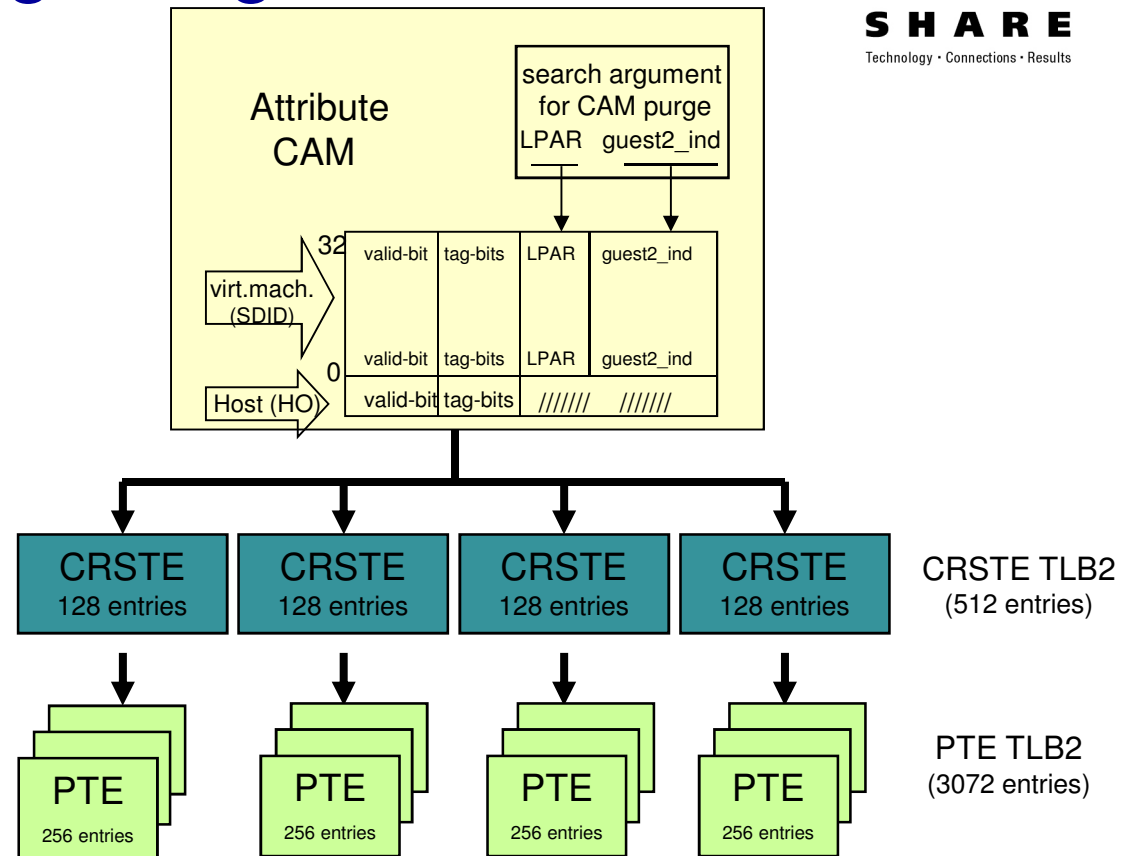 S H A R E
Technology · Connections · Results
Attribute
CAM
search argument
for CAM purge
LPAR guest2_ind
32
valid-bit tag-bits LPAR guest2_ind
virt.mach.
(SDID)
valid-bit tag-bits LPAR guest2_ind
0
Host (HO)
valid-bit tag-bits /////// ///////
CRSTE
128 entries
CRSTE
128 entries
CRSTE
128 entries
CRSTE
128 entries
CRSTE TLB2
(512 entries)
PTE
256 entries
PTE
256 entries
PTE
256 entries
PTE
256 entries
PTE TLB2
(3072 entries)